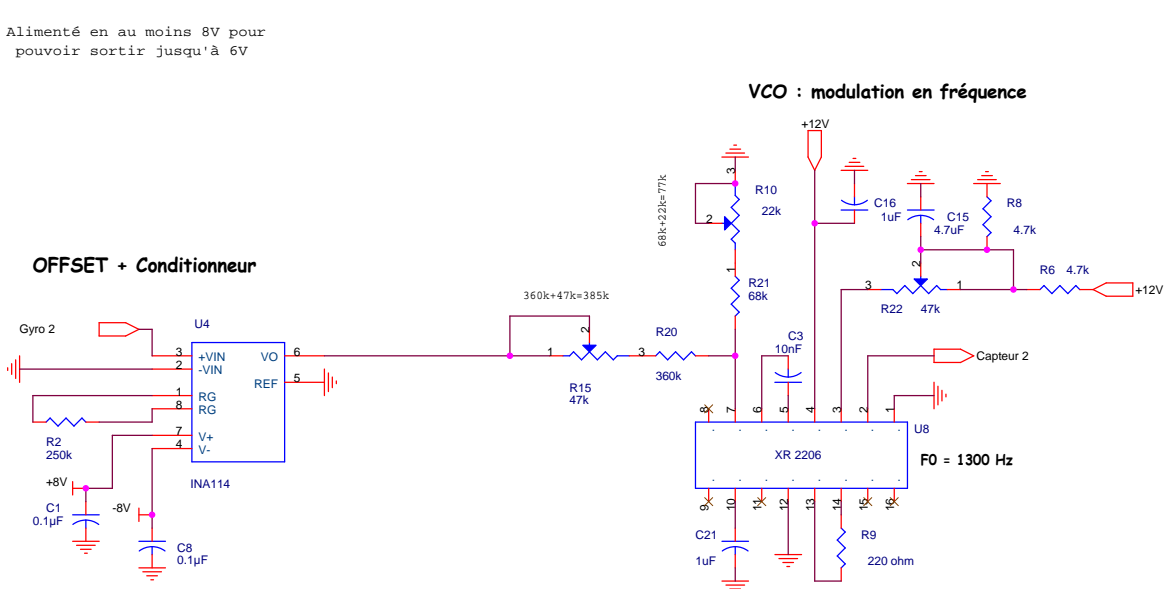 Alimenté en au moins 8V pour
pouvoir sortir jusqu'à 6V
VCO : modulation en fréquence
+12V
3
R10
22k
2
68k+22k=77k
1
C16
1uF
C15
4.7uF
R8
4.7k
OFFSET + Conditionneur
R21
68k
2
3
1
R22
47k
R6 4.7k
+12V
360k+47k=385k
Gyro 2
U4
3 +VIN
2 -VIN
VO 6
REF 5
1 RG
8 RG
7 V+
4 V-
INA114
R2
250k
2
1
3
R15
47k
R20
360k
C3
10nF
Capteur 2
8 7 6 5 4 3 2 1
U8
XR 2206
F0 = 1300 Hz
9 10 11 12 13 14 15 16
+8V
C1
0.1µF
-8V
C8
0.1µF
C21
1uF
R9
220 ohm